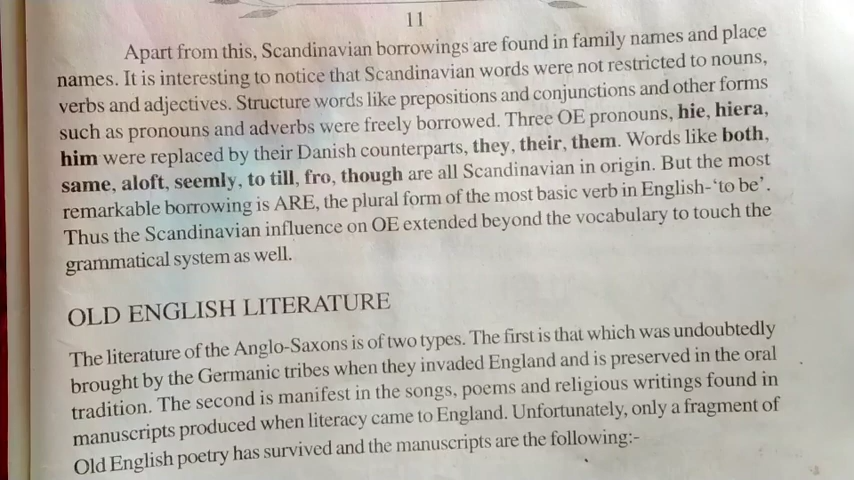 11
Apart from this, Scandinavian borrowings are found in family names and place
names. It is interesting to notice that Scandinavian words were not restricted to nouns,
verbs and adjectives. Structure words like prepositions and conjunctions and other forms
such as pronouns and adverbs were freely borrowed. Three OE pronouns, hie, hiera,
him were replaced by their Danish counterparts, they, their, them. Words like both,
same, aloft, seemly, to till, fro, though are all Scandinavian in origin. But the most
remarkable borrowing is ARE, the plural form of the most basic verb in English-‘to be’.
Thus the Scandinavian influence on OE extended beyond the vocabulary to touch the
grammatical system as well.
OLD ENGLISH LITERATURE
The literature of the Anglo-Saxons is of two types. The first is that which was undoubtedly
brought by the Germanic tribes when they invaded England and is preserved in the oral
tradition. The second is manifest in the songs, poems and religious writings found in
manuscripts produced when literacy came to England. Unfortunately, only a fragment of
Old English poetry has survived and the manuscripts are the following:-